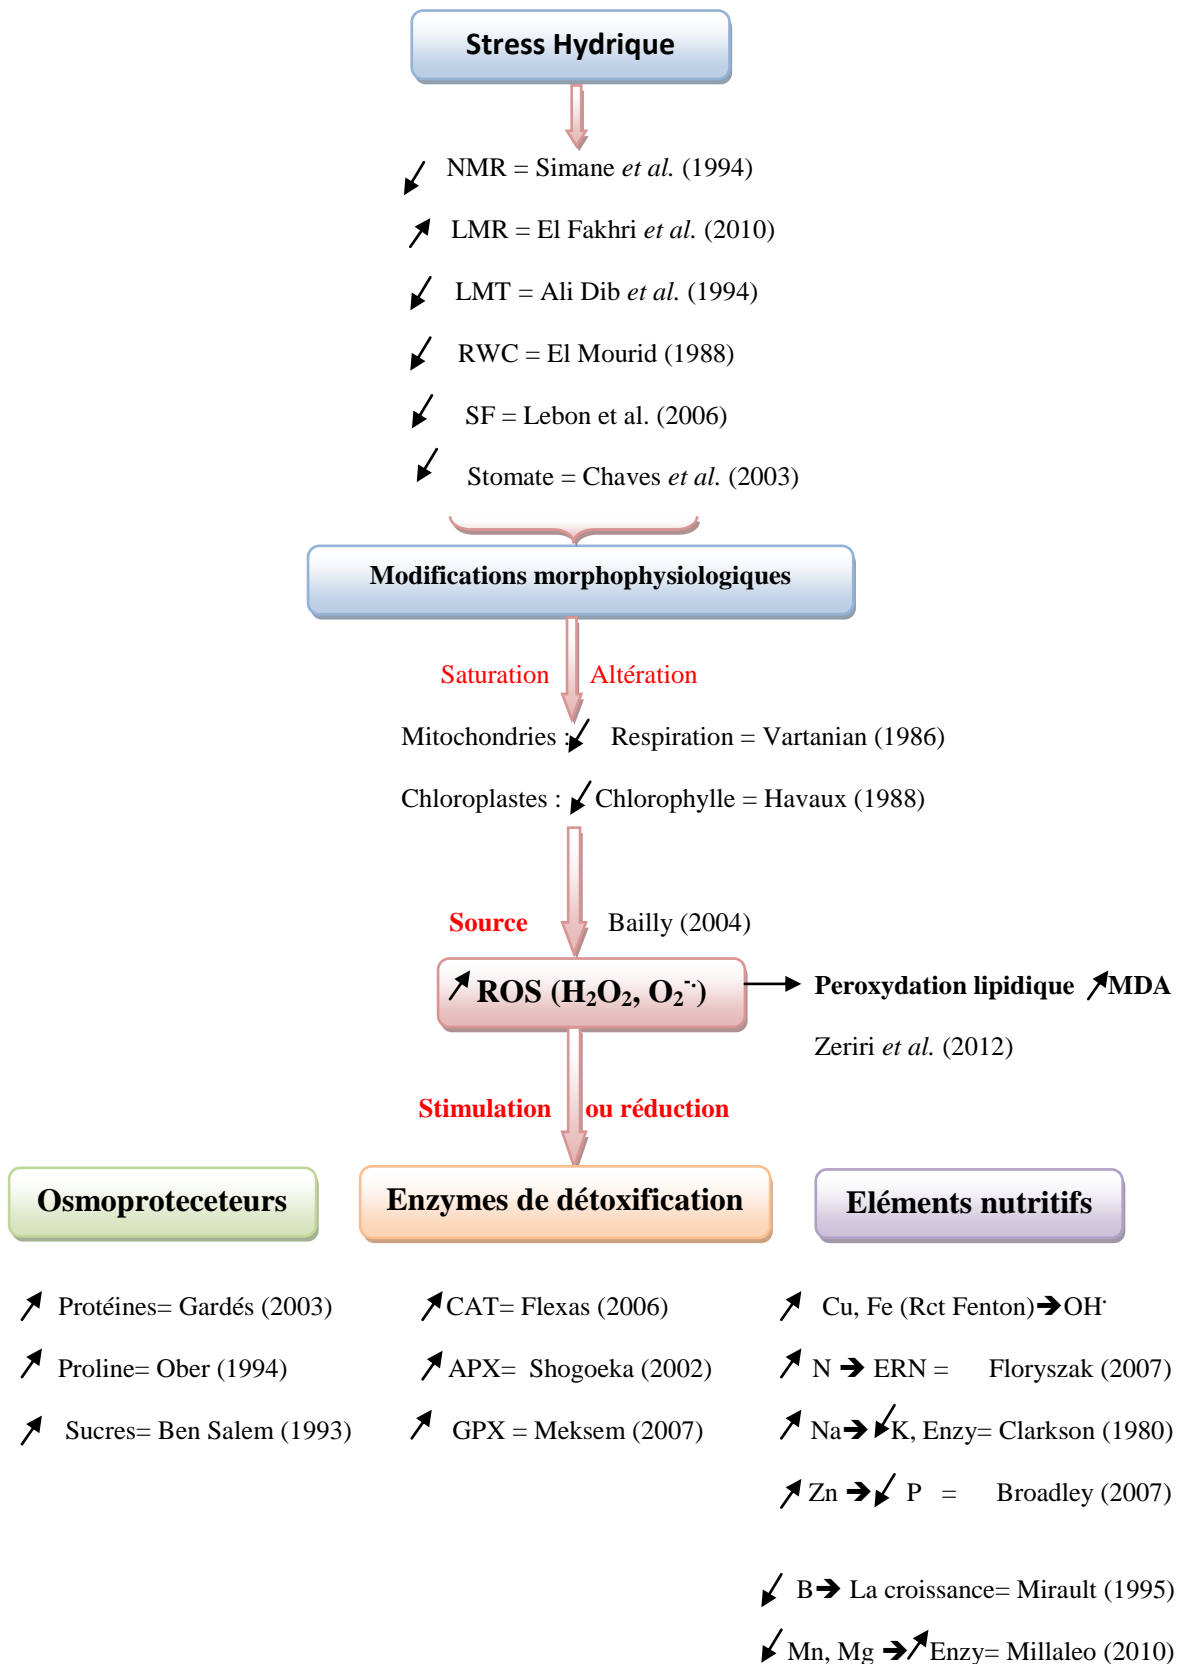 Stress Hydrique
↙ NMR = Simane et al. (1994)
↗ LMR = El Fakhri et al. (2010)
↙ LMT = Ali Dib et al. (1994)
↙ RWC = El Mourid (1988)
↙ SF = Lebon et al. (2006)
↙ Stomate = Chaves et al. (2003)
Modifications morphophysiologiques
Saturation Altération
Mitochondries : ↙ Respiration = Vartanian (1986)
Chloroplastes : ↙ Chlorophylle = Havaux (1988)
Source Bailly (2004)
↗ ROS (H₂O₂, O₂⁻·) → Peroxydation lipidique ↗ MDA
Zeriri et al. (2012)
Stimulation ou réduction
Osmoproteceteurs
↗ Protéines= Gardés (2003)
↗ Proline= Ober (1994)
↗ Sucres= Ben Salem (1993)
Enzymes de détoxification
↗ CAT= Flexas (2006)
↗ APX= Shogoeka (2002)
↗ GPX = Meksem (2007)
Eléments nutritifs
↗ Cu, Fe (Rct Fenton)➔OH·
↗ N ➔ ERN = Floryszak (2007)
↗ Na➔ ↙K, Enzy= Clarkson (1980)
↗ Zn ➔ ↙ P = Broadley (2007)
↙ B➔ La croissance= Mirault (1995)
↙ Mn, Mg ➔↗ Enzy= Millaleo (2010)